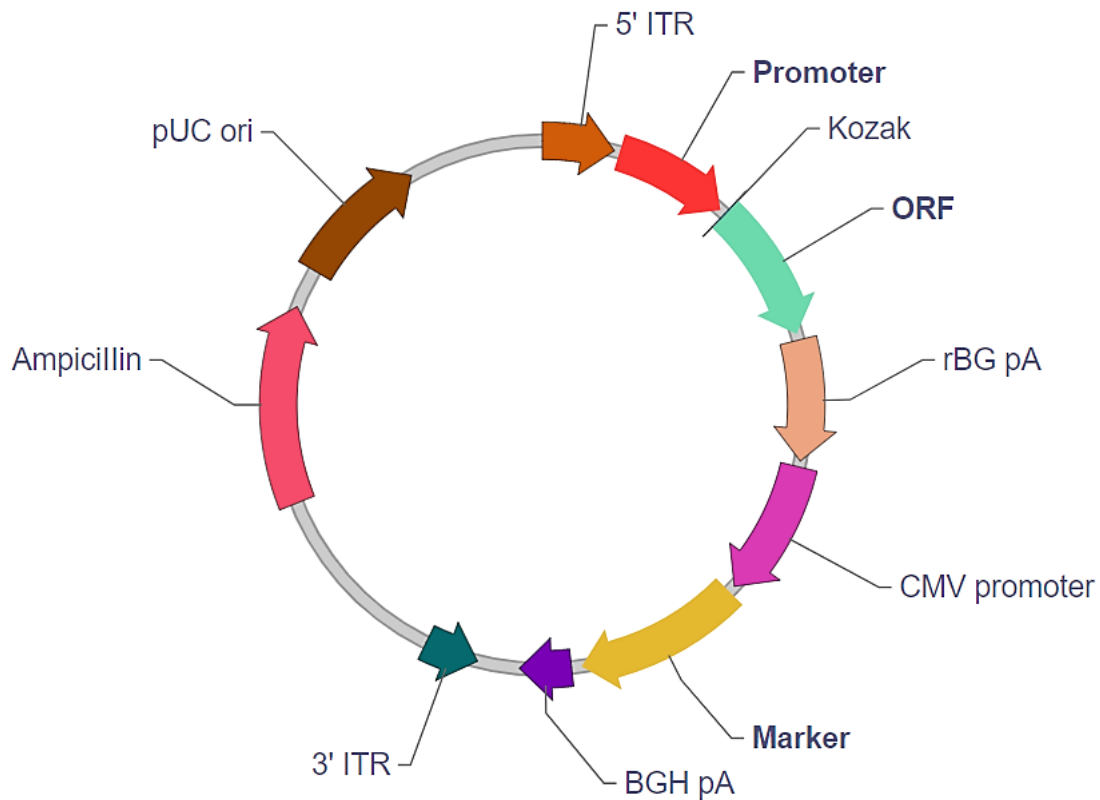 5' ITR
Promoter
Kozak
ORF
rBG pA
CMV promoter
Marker
BGH pA
3' ITR
Ampicillin
pUC ori